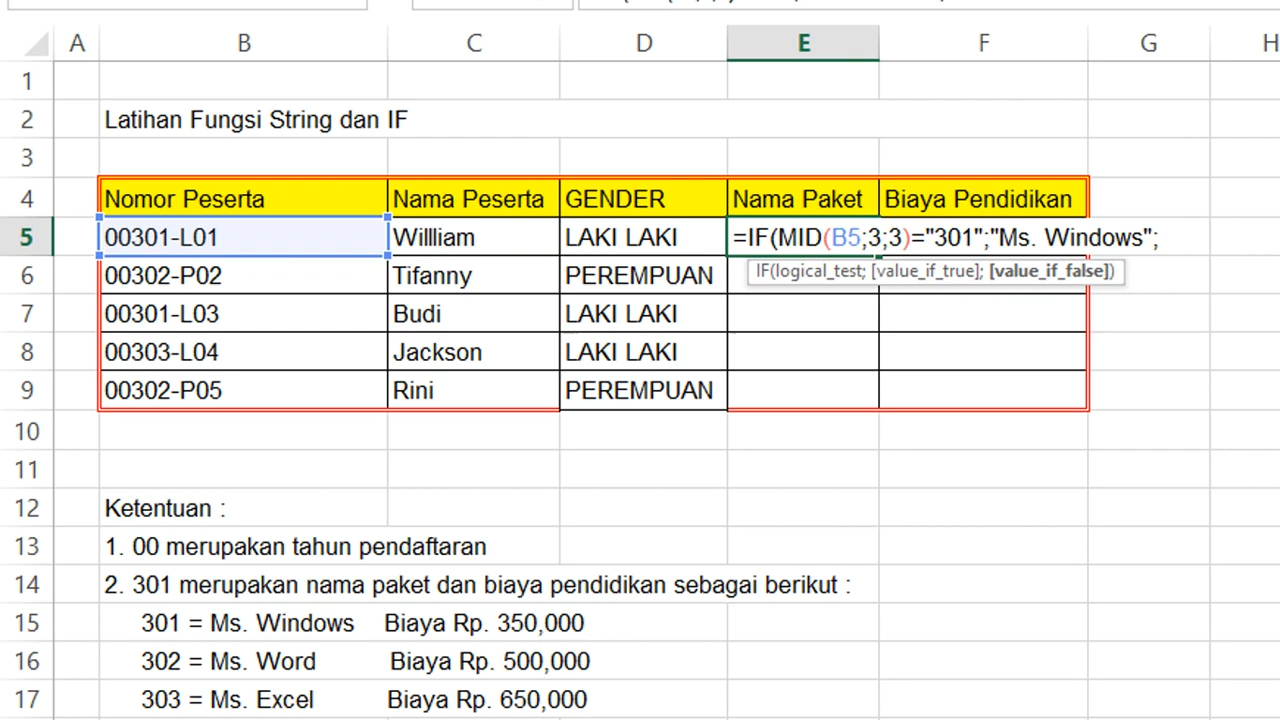 A B C D E F G H
1
2 Latihan Fungsi String dan IF
3
4 Nomor Peserta Nama Peserta GENDER Nama Paket Biaya Pendidikan
5 00301-L01 Willliam LAKI LAKI =IF(MID(B5;3;3)="301";"Ms. Windows";
IF(logical_test; [value_if_true]; [value_if_false])
6 00302-P02 Tifanny PEREMPUAN
7 00301-L03 Budi LAKI LAKI
8 00303-L04 Jackson LAKI LAKI
9 00302-P05 Rini PEREMPUAN
10
11
12 Ketentuan :
13 1. 00 merupakan tahun pendaftaran
14 2. 301 merupakan nama paket dan biaya pendidikan sebagai berikut :
15 301 = Ms. Windows Biaya Rp. 350,000
16 302 = Ms. Word Biaya Rp. 500,000
17 303 = Ms. Excel Biaya Rp. 650,000